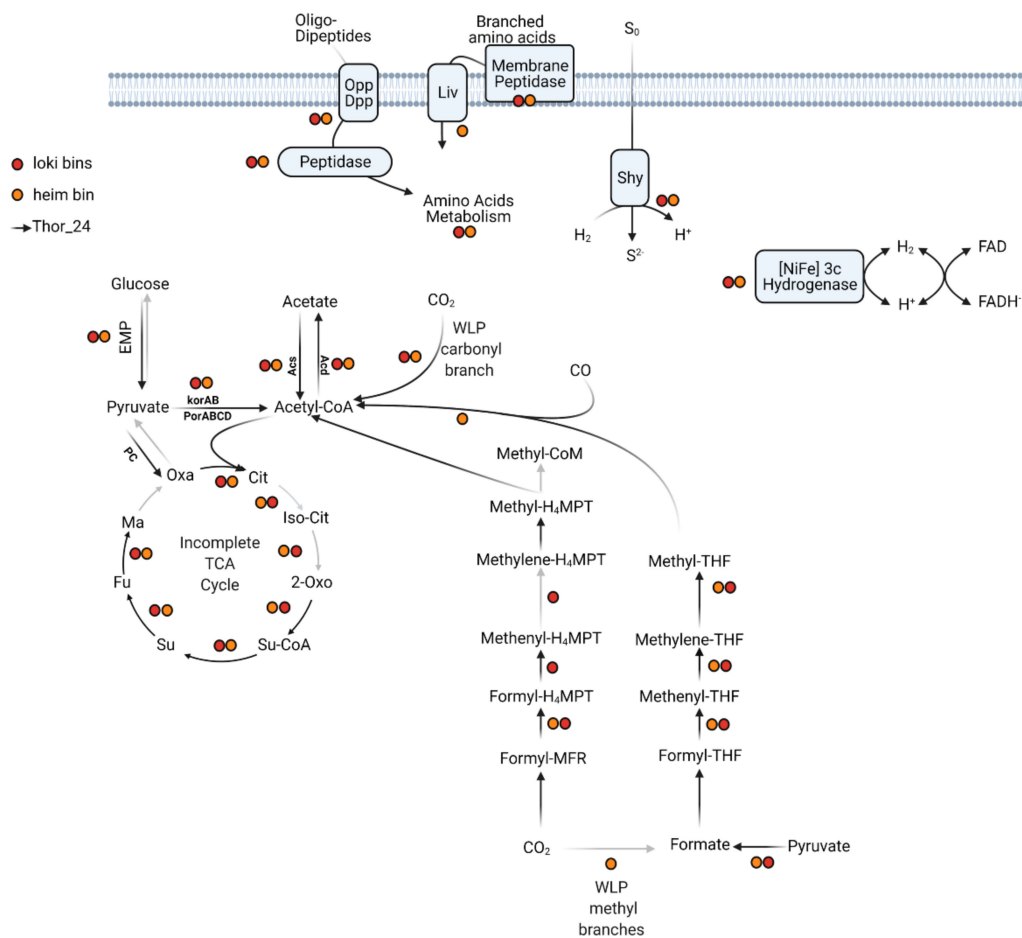 Oligo-
Dipeptides
Branched
amino acids
S₀
Opp
Dpp
Liv
Membrane
Peptidase
Peptidase
Amino Acids
Metabolism
Shy
H₂
H⁺
S²⁻
loki bins
heim bin
Thor_24
[NiFe] 3c
Hydrogenase
H₂
H⁺
FAD
FADH⁻
Glucose
EMP
Pyruvate
korAB
PorABCD
Acetate
Acs
Acd
Acetyl-CoA
CO₂
WLP
carbonyl
branch
CO
PC
Oxa
Cit
Iso-Cit
2-Oxo
Su-CoA
Su
Fu
Ma
Incomplete
TCA
Cycle
Methyl-CoM
Methyl-H₄MPT
Methylene-H₄MPT
Methenyl-H₄MPT
Formyl-H₄MPT
Formyl-MFR
CO₂
Methyl-THF
Methylene-THF
Methenyl-THF
Formyl-THF
Formate
Pyruvate
WLP
methyl
branches